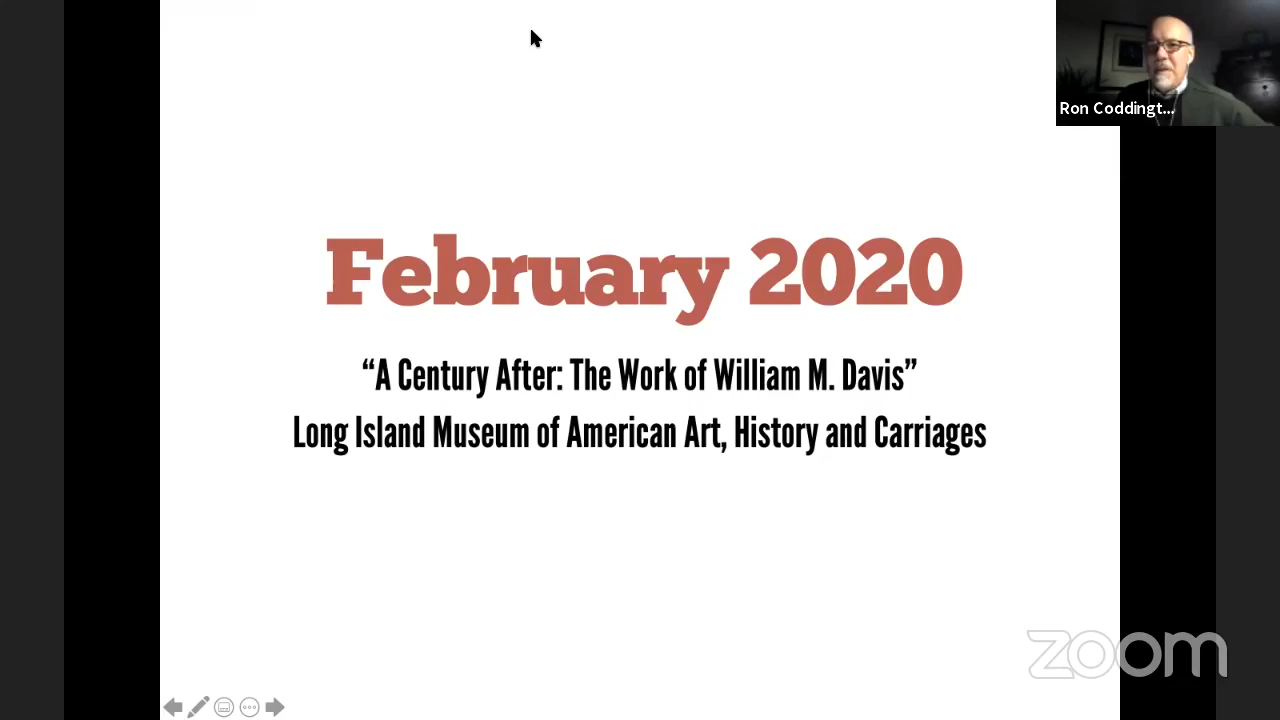 Ron Coddingt...
February 2020
“A Century After: The Work of William M. Davis”
Long Island Museum of American Art, History and Carriages
zoom